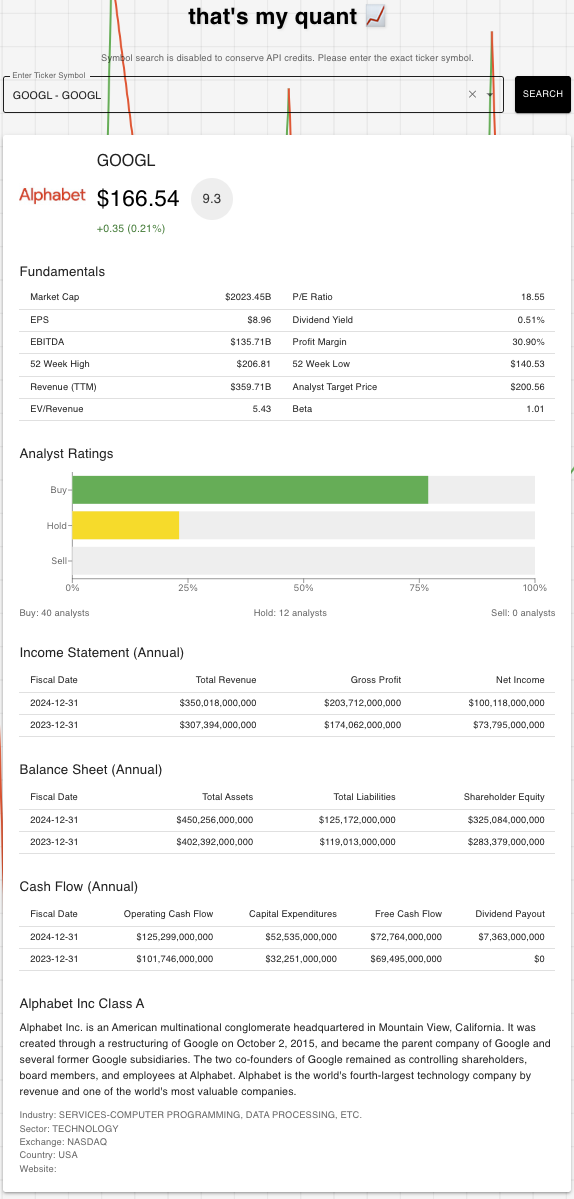 that's my quant 📈
Symbol search is disabled to conserve API credits. Please enter the exact ticker symbol.
Enter Ticker Symbol
GOOGL - GOOGL
SEARCH
GOOGL
Alphabet
$166.54
9.3
+0.35 (0.21%)
Fundamentals
Market Cap $2023.45B P/E Ratio 18.55
EPS $8.96 Dividend Yield 0.51%
EBITDA $135.71B Profit Margin 30.90%
52 Week High $206.81 52 Week Low $140.53
Revenue (TTM) $359.71B Analyst Target Price $200.56
EV/Revenue 5.43 Beta 1.01
Analyst Ratings
Buy
Hold
Sell
0% 25% 50% 75% 100%
Buy: 40 analysts Hold: 12 analysts Sell: 0 analysts
Income Statement (Annual)
Fiscal Date Total Revenue Gross Profit Net Income
2024-12-31 $350,018,000,000 $203,712,000,000 $100,118,000,000
2023-12-31 $307,394,000,000 $174,062,000,000 $73,795,000,000
Balance Sheet (Annual)
Fiscal Date Total Assets Total Liabilities Shareholder Equity
2024-12-31 $450,256,000,000 $125,172,000,000 $325,084,000,000
2023-12-31 $402,392,000,000 $119,013,000,000 $283,379,000,000
Cash Flow (Annual)
Fiscal Date Operating Cash Flow Capital Expenditures Free Cash Flow Dividend Payout
2024-12-31 $125,299,000,000 $52,535,000,000 $72,764,000,000 $7,363,000,000
2023-12-31 $101,746,000,000 $32,251,000,000 $69,495,000,000 $0
Alphabet Inc Class A
Alphabet Inc. is an American multinational conglomerate headquartered in Mountain View, California. It was
created through a restructuring of Google on October 2, 2015, and became the parent company of Google and
several former Google subsidiaries. The two co-founders of Google remained as controlling shareholders,
board members, and employees at Alphabet. Alphabet is the world's fourth-largest technology company by
revenue and one of the world's most valuable companies.
Industry: SERVICES-COMPUTER PROGRAMMING, DATA PROCESSING, ETC.
Sector: TECHNOLOGY
Exchange: NASDAQ
Country: USA
Website: